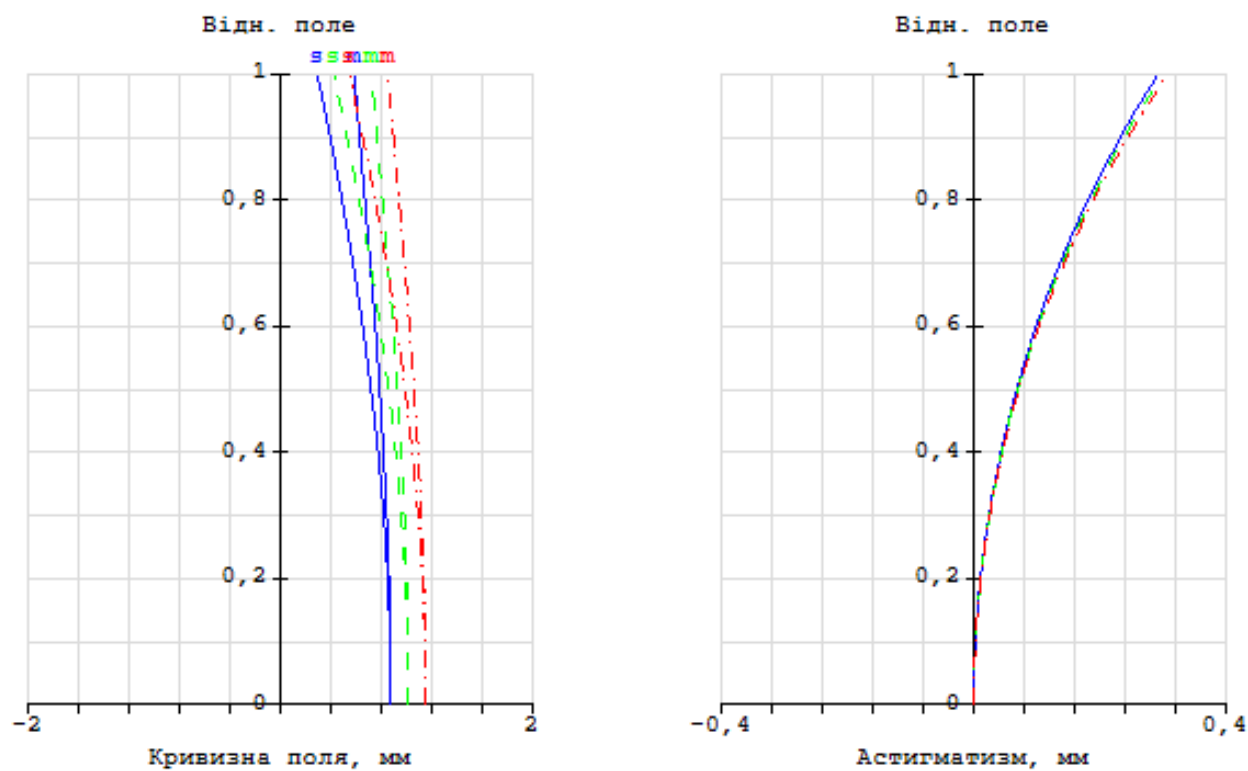 Відн. поле
s s s m m m
1
0,8
0,6
0,4
0,2
0
-2 2
Кривизна поля, мм
Відн. поле
1
0,8
0,6
0,4
0,2
0
-0,4 0,4
Астигматизм, мм